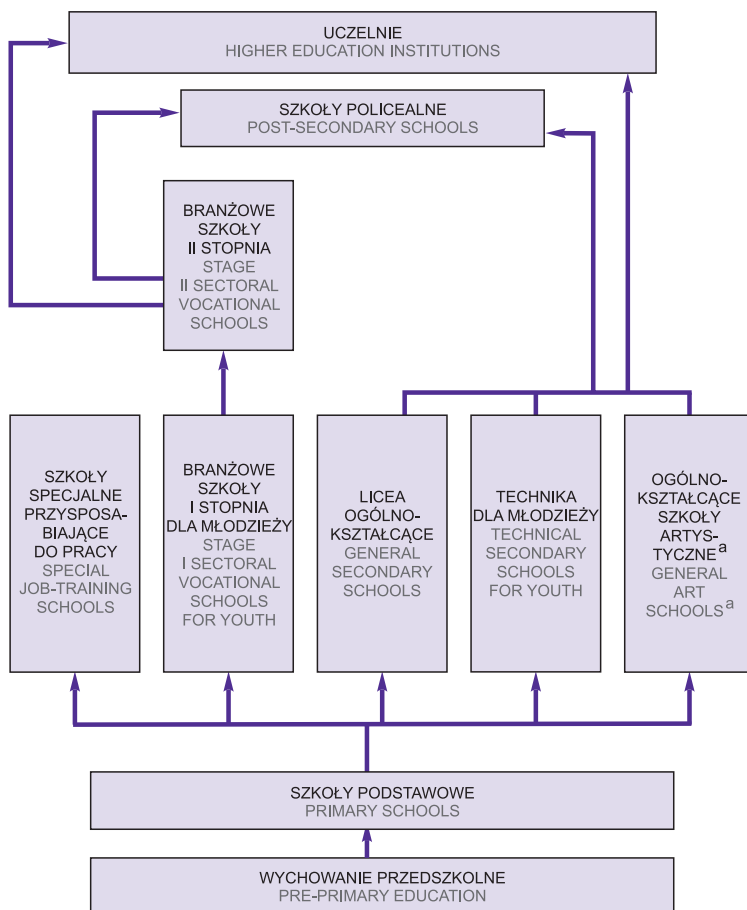 UCZELNIE
HIGHER EDUCATION INSTITUTIONS
SZKOŁY POLICEALNE
POST-SECONDARY SCHOOLS
BRANŻOWE
SZKOŁY
II STOPNIA
STAGE
II SECTORAL
VOCATIONAL
SCHOOLS
SZKOŁY
SPECJALNE
PRZYSPOSA-
BIAJĄCE
DO PRACY
SPECIAL
JOB-TRAINING
SCHOOLS
BRANŻOWE
SZKOŁY
I STOPNIA
DLA MŁODZIEŻY
STAGE
I SECTORAL
VOCATIONAL
SCHOOLS
FOR YOUTH
LICEA
OGÓLNO-
KSZTAŁCĄCE
GENERAL
SECONDARY
SCHOOLS
TECHNIKA
DLA MŁODZIEŻY
TECHNICAL
SECONDARY
SCHOOLS
FOR YOUTH
OGÓLNO-
KSZTAŁCĄCE
SZKOŁY
ARTYS-
TYCZNE a
GENERAL
ART
SCHOOLS a
SZKOŁY PODSTAWOWE
PRIMARY SCHOOLS
WYCHOWANIE PRZEDSZKOLNE
PRE-PRIMARY EDUCATION